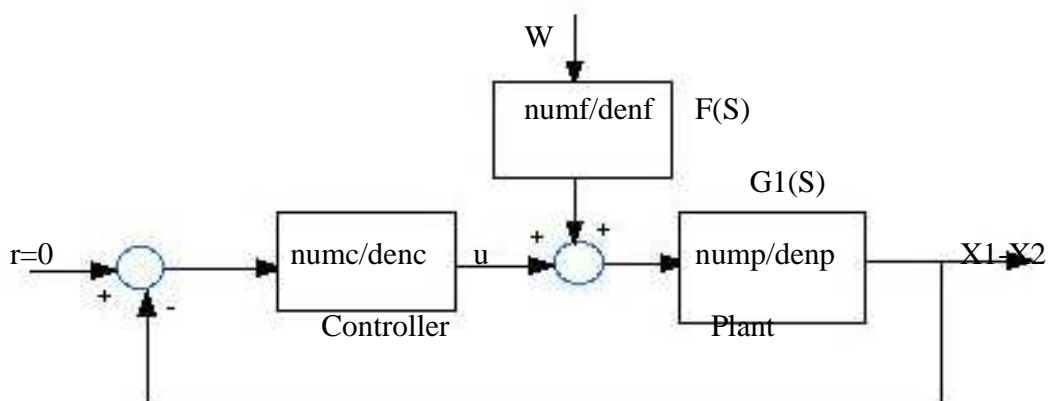 W
numf/denf F(S)
G1(S)
+ +
r=0 numc/denc u nump/denp X1-X2
+ -
Controller Plant